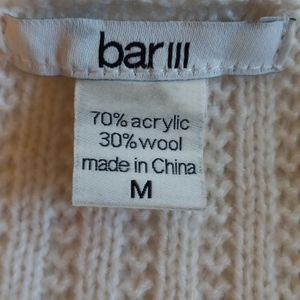 bar III
70% acrylic
30% wool
made in China
M